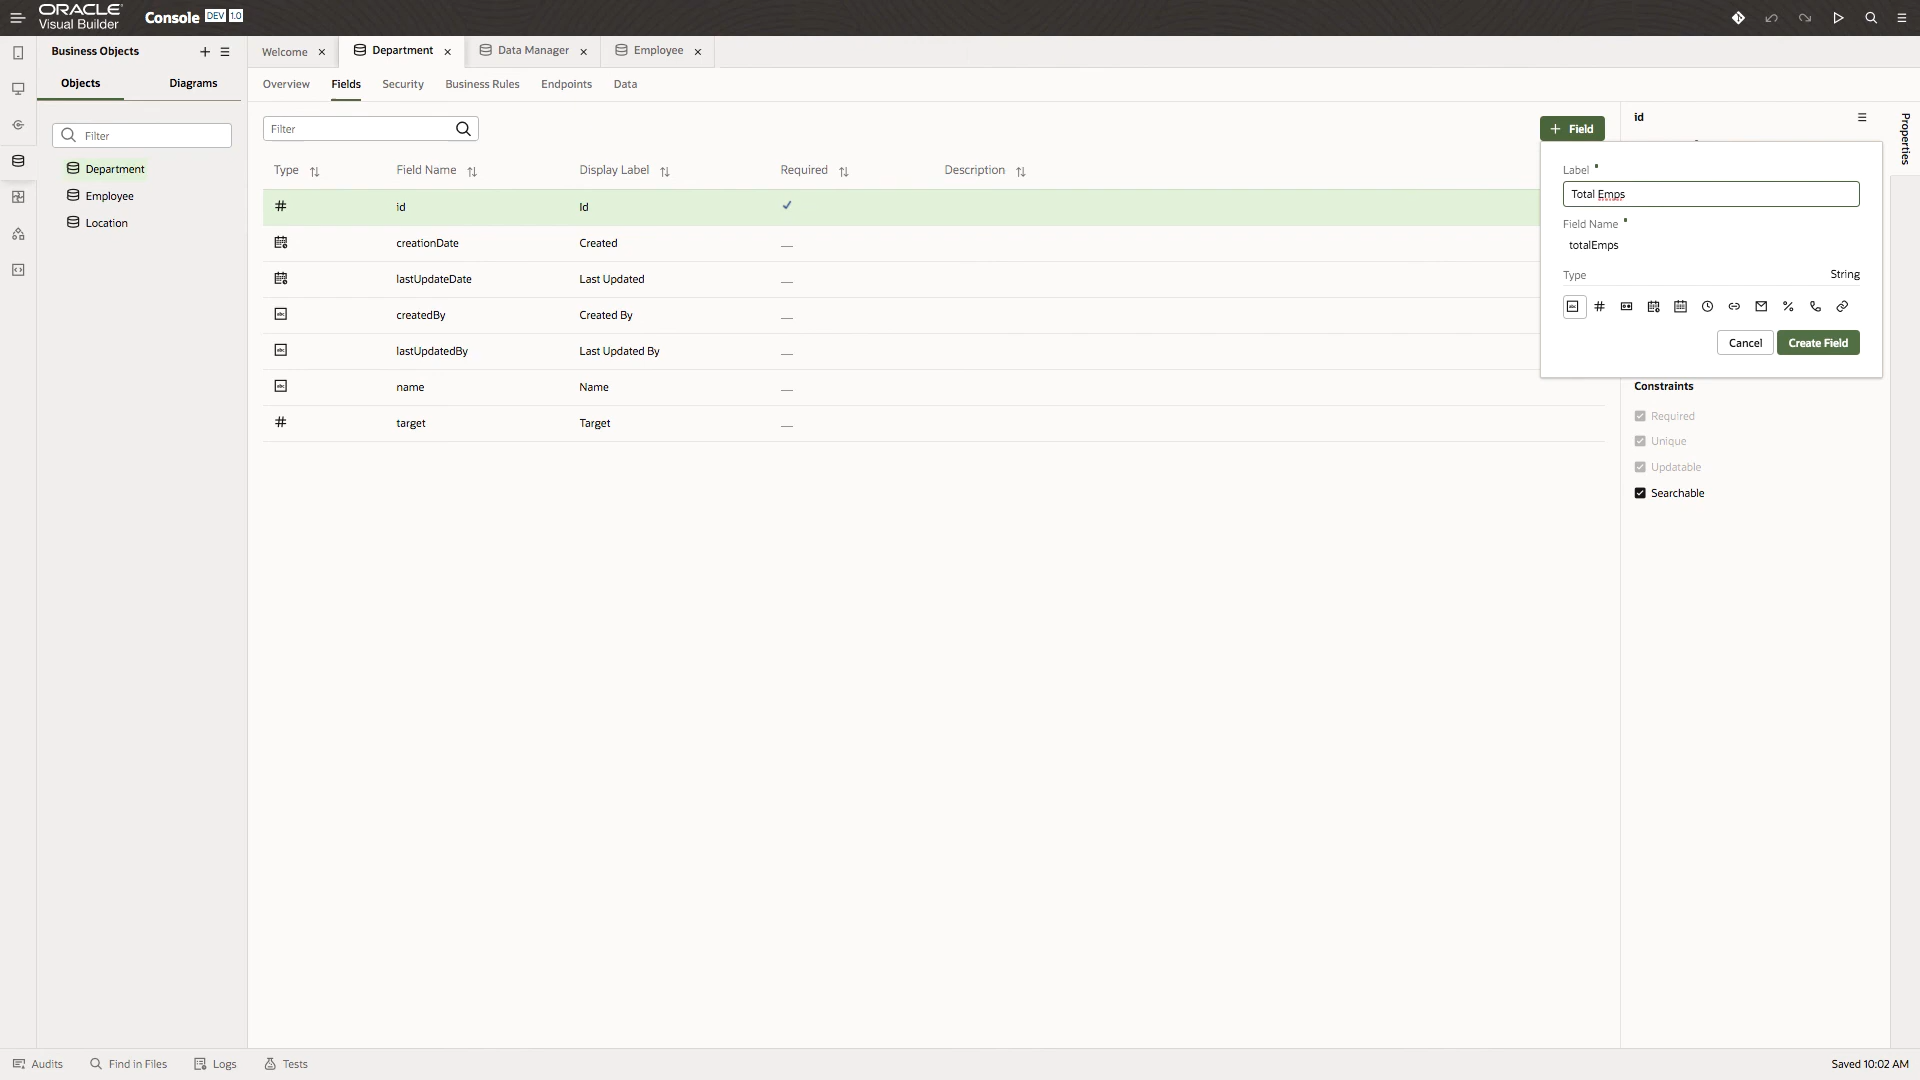 ORACLE
Visual Builder
Console DEV 1.0
Business Objects
Welcome Department Data Manager Employee
Objects Diagrams
Overview Fields Security Business Rules Endpoints Data
Filter
Filter
+ Field
id
Properties
Type Field Name Display Label Required Description
Department
Employee
Location
# id Id
creationDate Created
lastUpdateDate Last Updated
createdBy Created By
lastUpdatedBy Last Updated By
name Name
# target Target
Label
Total Emps
Field Name
totalEmps
Type String
Cancel Create Field
Constraints
Required
Unique
Updatable
Searchable
Audits Find in Files Logs Tests Saved 10:02 AM